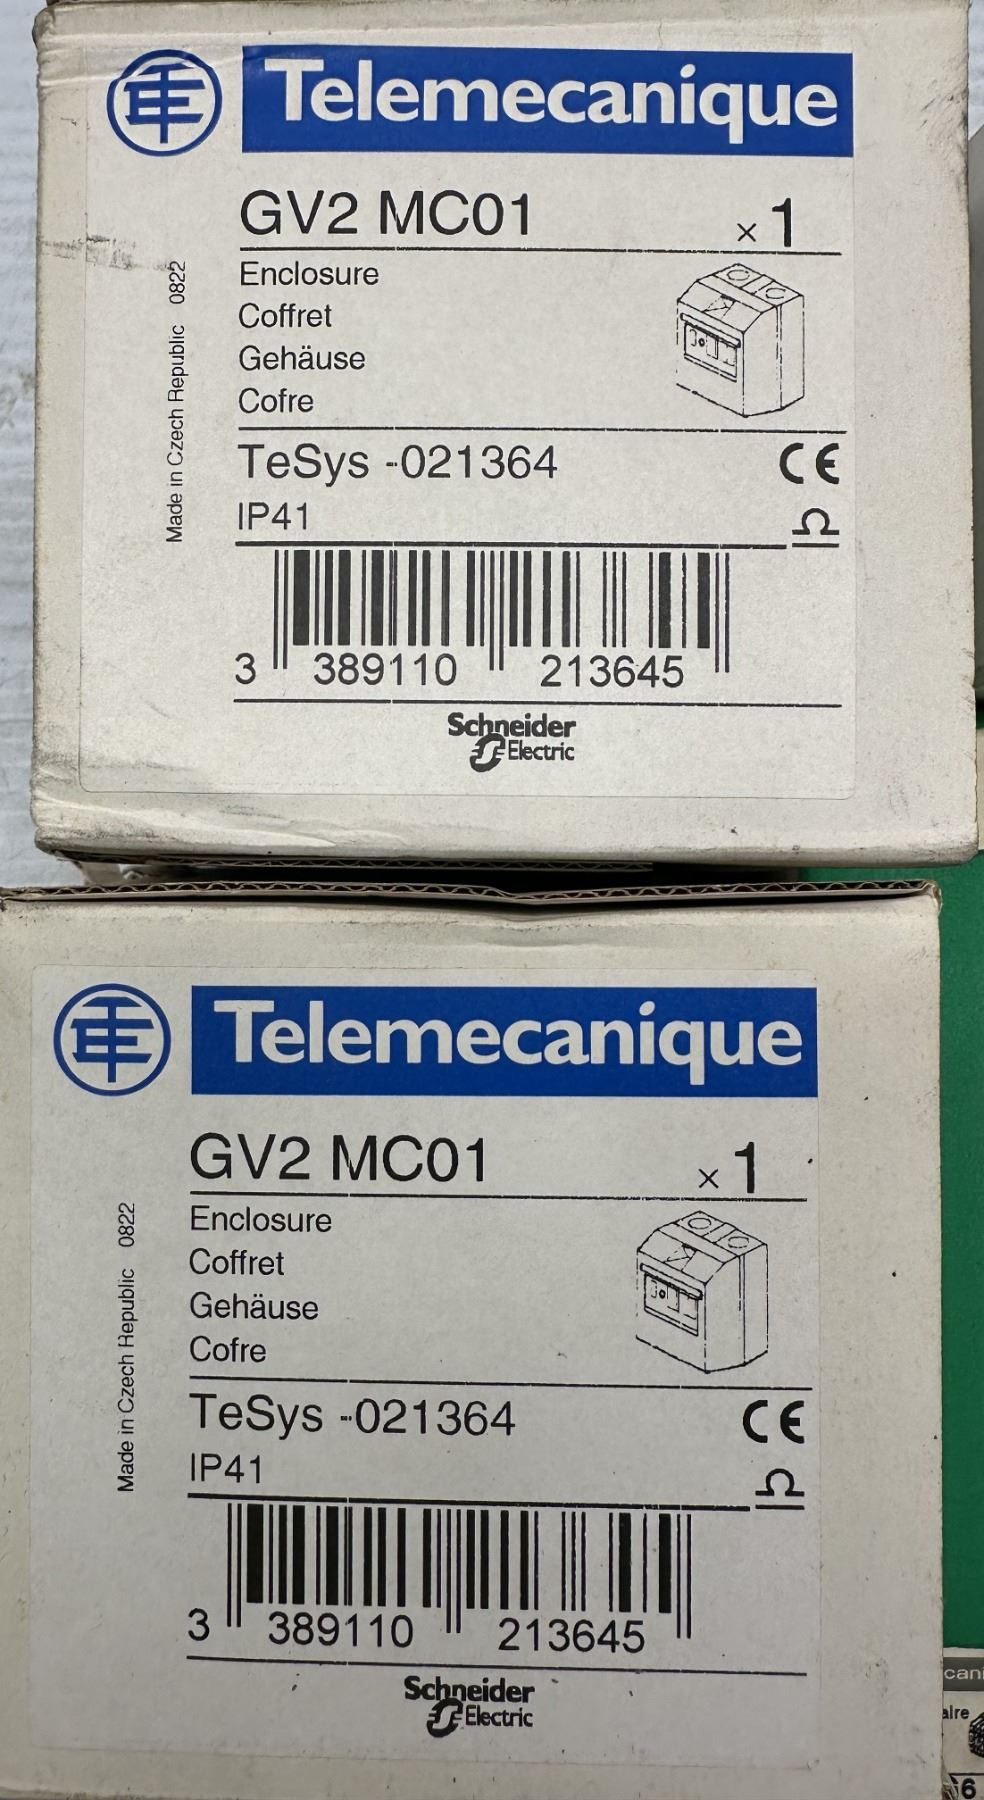 Telemecanique
GV2 MC01 x 1
Enclosure
Coffret
Gehäuse
Cofre
Made in Czech Republic 0822
TeSys -021364
CE
IP41
3 389110 213645
Schneider
Electric
Telemecanique
GV2 MC01 x 1
Enclosure
Coffret
Gehäuse
Cofre
Made in Czech Republic 0822
TeSys -021364
CE
IP41
3 389110 213645
Schneider
Electric